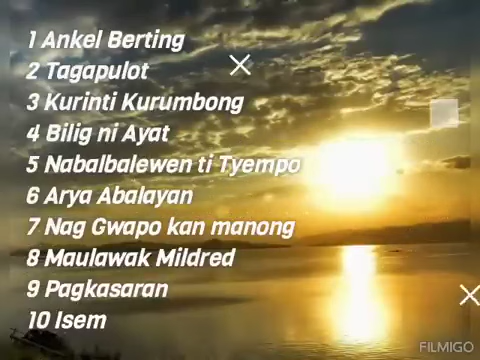 1 Ankel Berting
2 Tagapulot
3 Kurinti Kurumbong
4 Bilig ni Ayat
5 Nabalbalewen ti Tyempo
6 Arya Abalayan
7 Nag Gwapo kan manong
8 Maulawak Mildred
9 Pagkasaran
10 Isem
FILMIGO